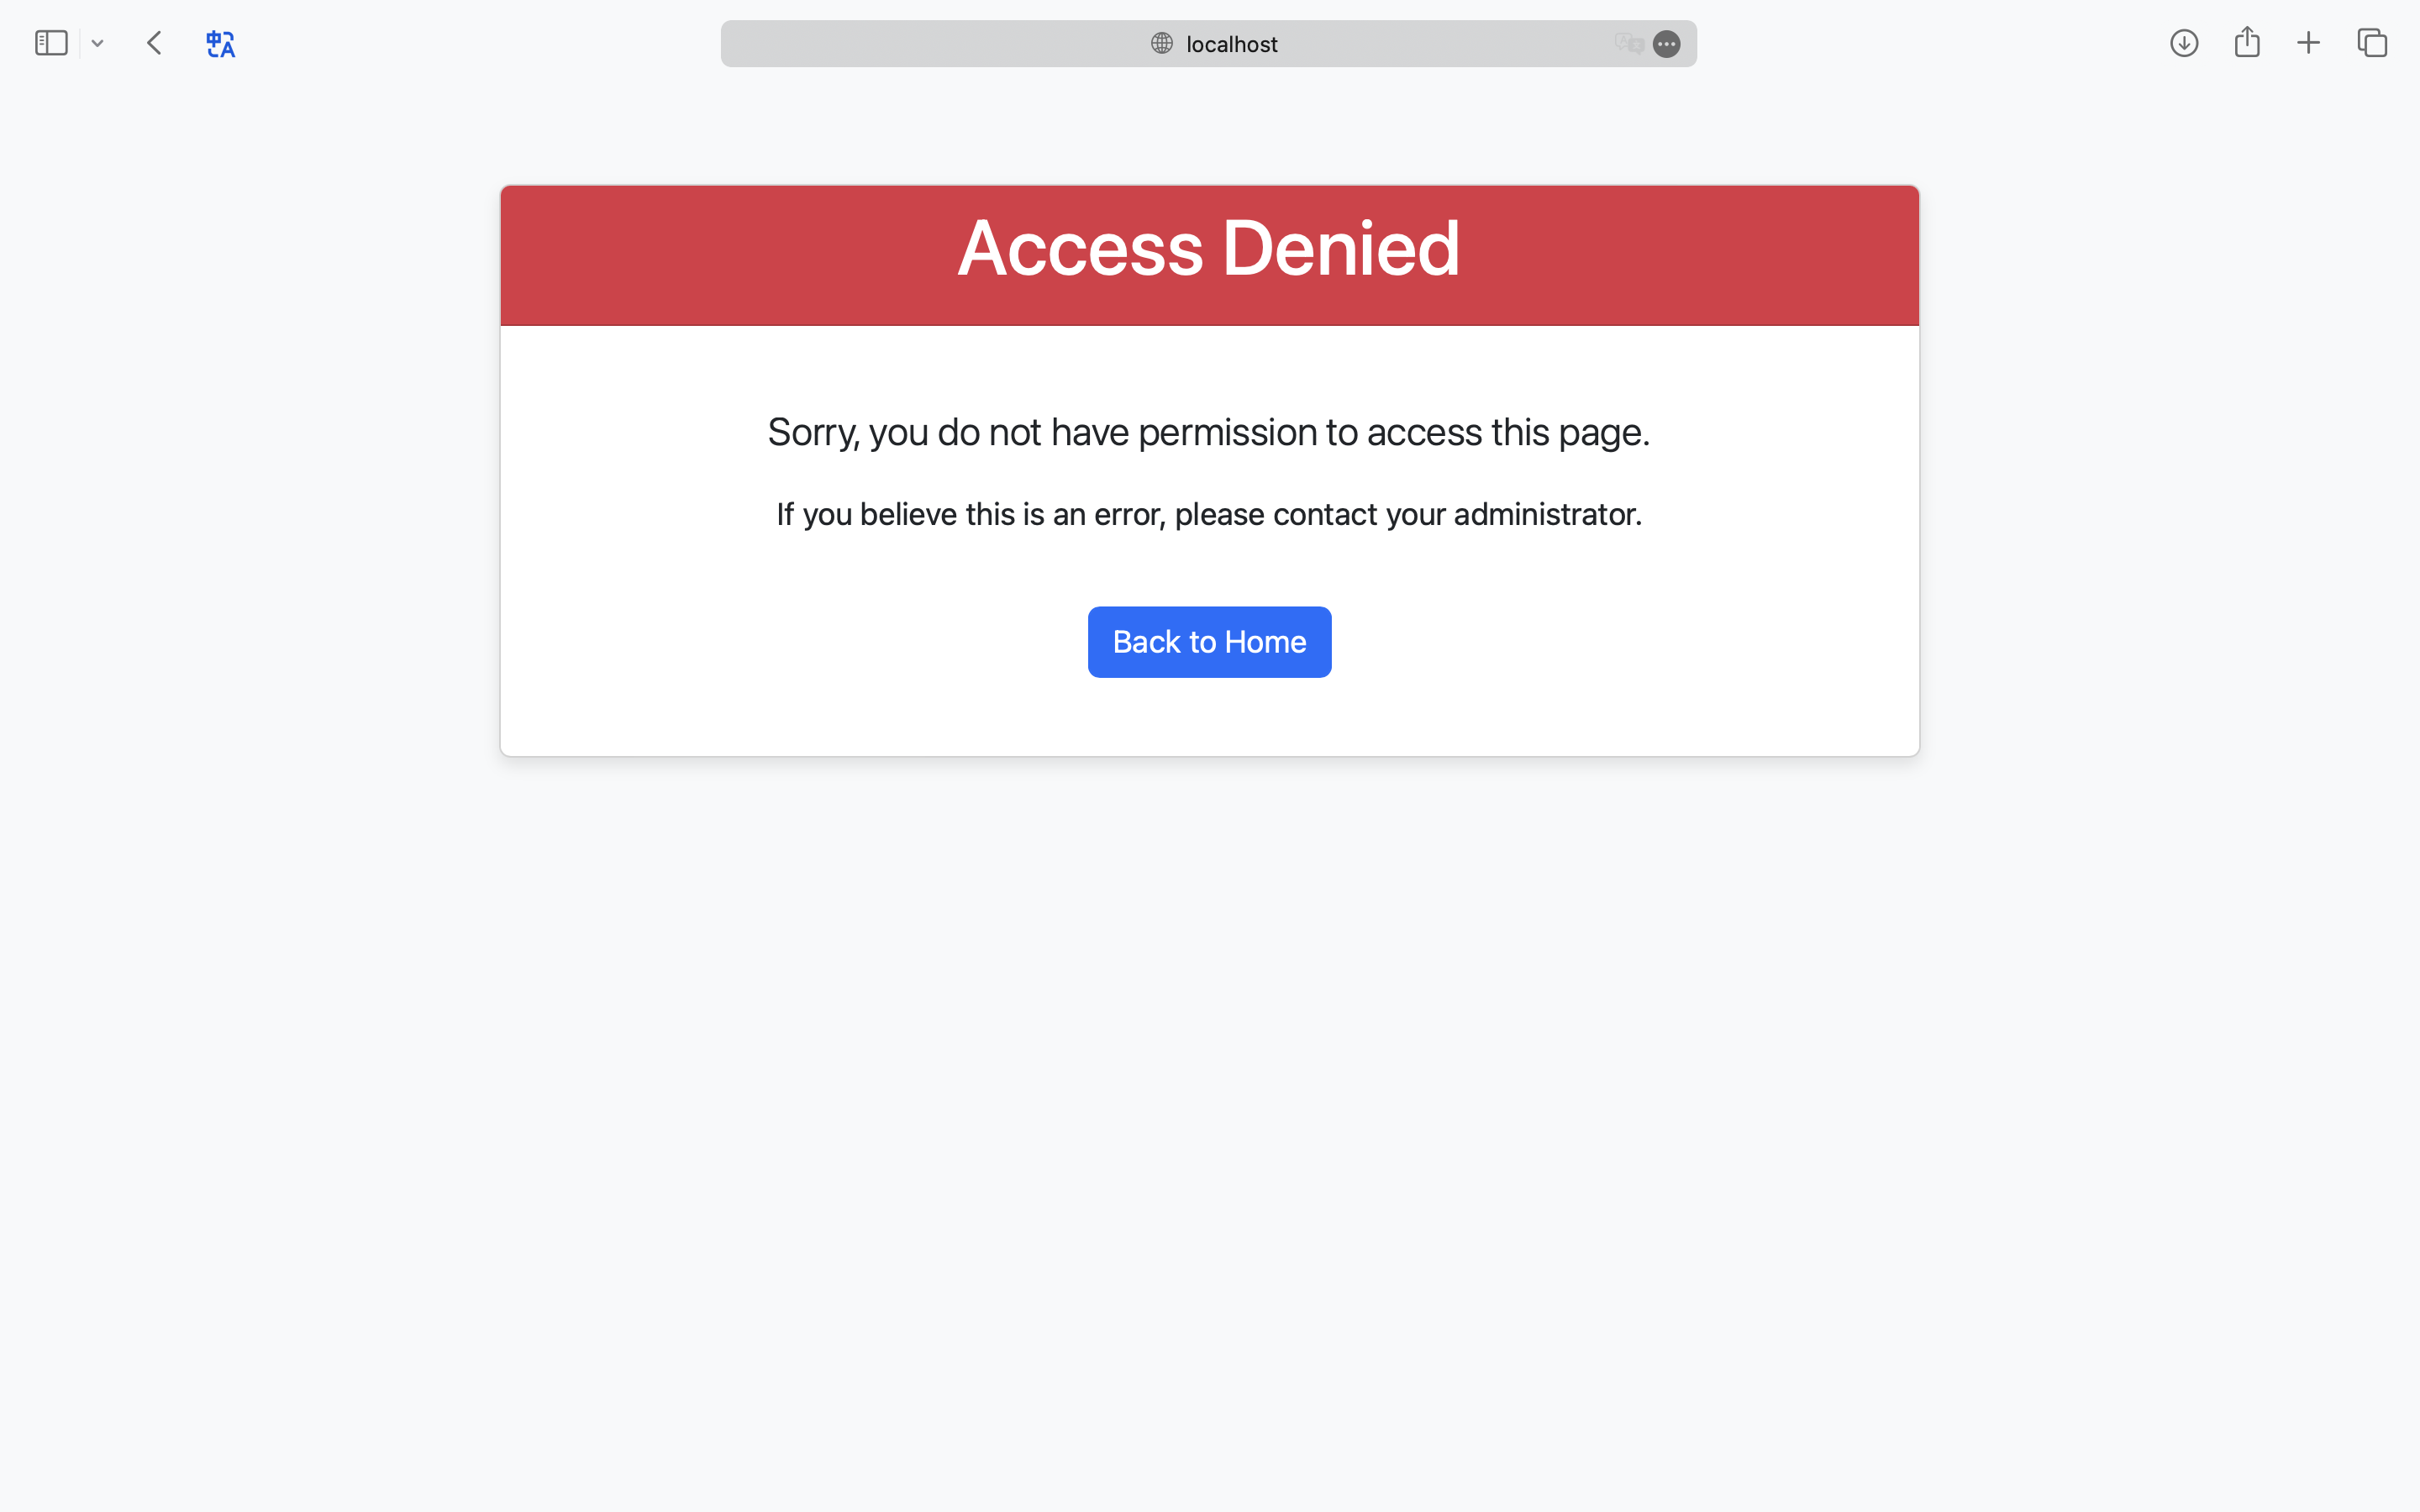 localhost
Access Denied
Sorry, you do not have permission to access this page.
If you believe this is an error, please contact your administrator.
Back to Home